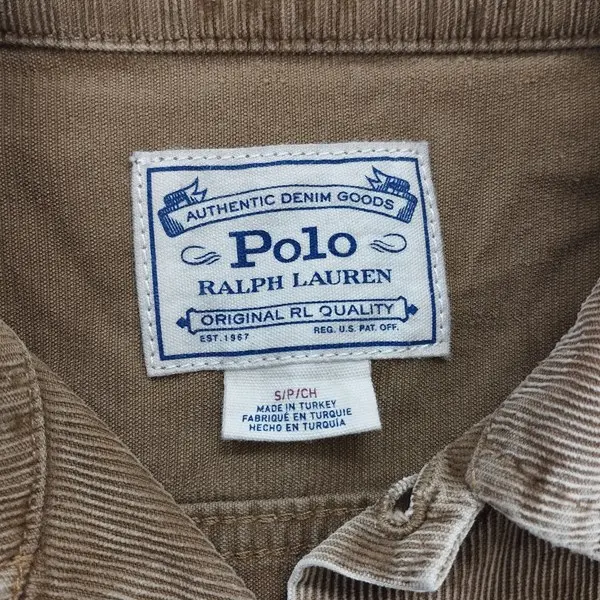 AUTHENTIC DENIM GOODS
Polo
RALPH LAUREN
ORIGINAL RL QUALITY
EST. 1967 REG. U.S. PAT. OFF.
S/P/CH
MADE IN TURKEY
FABRIQUÉ EN TURQUIE
HECHO EN TURQUÍA